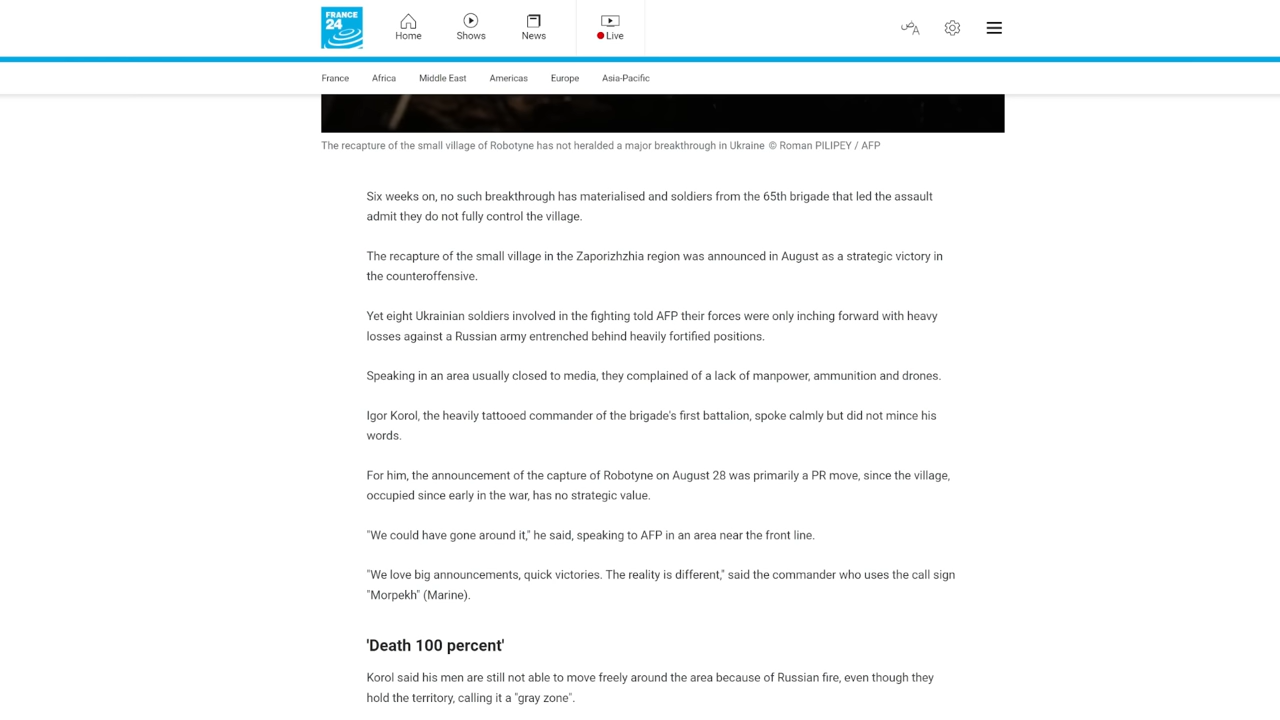 FRANCE
24
Home
Shows
News
Live
ض A
France
Africa
Middle East
Americas
Europe
Asia-Pacific
The recapture of the small village of Robotyne has not heralded a major breakthrough in Ukraine © Roman PILIPEY / AFP
Six weeks on, no such breakthrough has materialised and soldiers from the 65th brigade that led the assault
admit they do not fully control the village.
The recapture of the small village in the Zaporizhzhia region was announced in August as a strategic victory in
the counteroffensive.
Yet eight Ukrainian soldiers involved in the fighting told AFP their forces were only inching forward with heavy
losses against a Russian army entrenched behind heavily fortified positions.
Speaking in an area usually closed to media, they complained of a lack of manpower, ammunition and drones.
Igor Korol, the heavily tattooed commander of the brigade's first battalion, spoke calmly but did not mince his
words.
For him, the announcement of the capture of Robotyne on August 28 was primarily a PR move, since the village,
occupied since early in the war, has no strategic value.
"We could have gone around it," he said, speaking to AFP in an area near the front line.
"We love big announcements, quick victories. The reality is different," said the commander who uses the call sign
"Morpekh" (Marine).
'Death 100 percent'
Korol said his men are still not able to move freely around the area because of Russian fire, even though they
hold the territory, calling it a "gray zone".